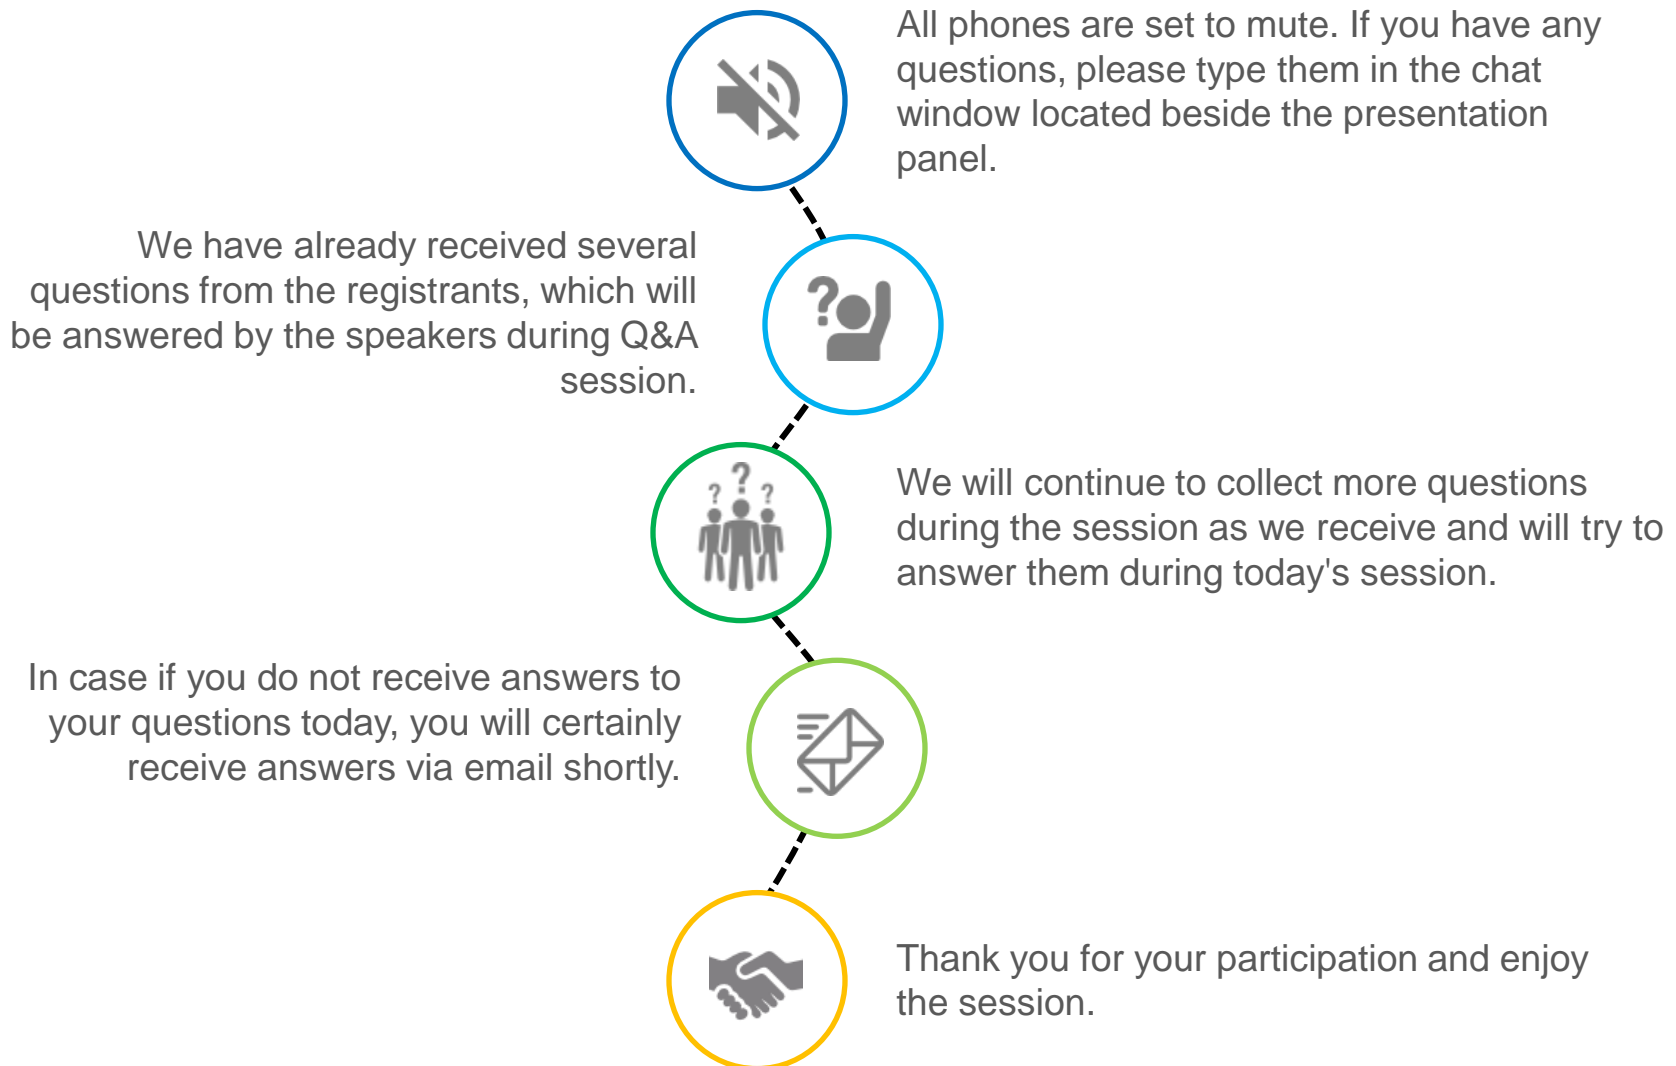 All phones are set to mute. If you have any
questions, please type them in the chat
window located beside the presentation
panel.
We have already received several
questions from the registrants, which will
be answered by the speakers during Q&A
session.
We will continue to collect more questions
during the session as we receive and will try to
answer them during today's session.
In case if you do not receive answers to
your questions today, you will certainly
receive answers via email shortly.
Thank you for your participation and enjoy
the session.